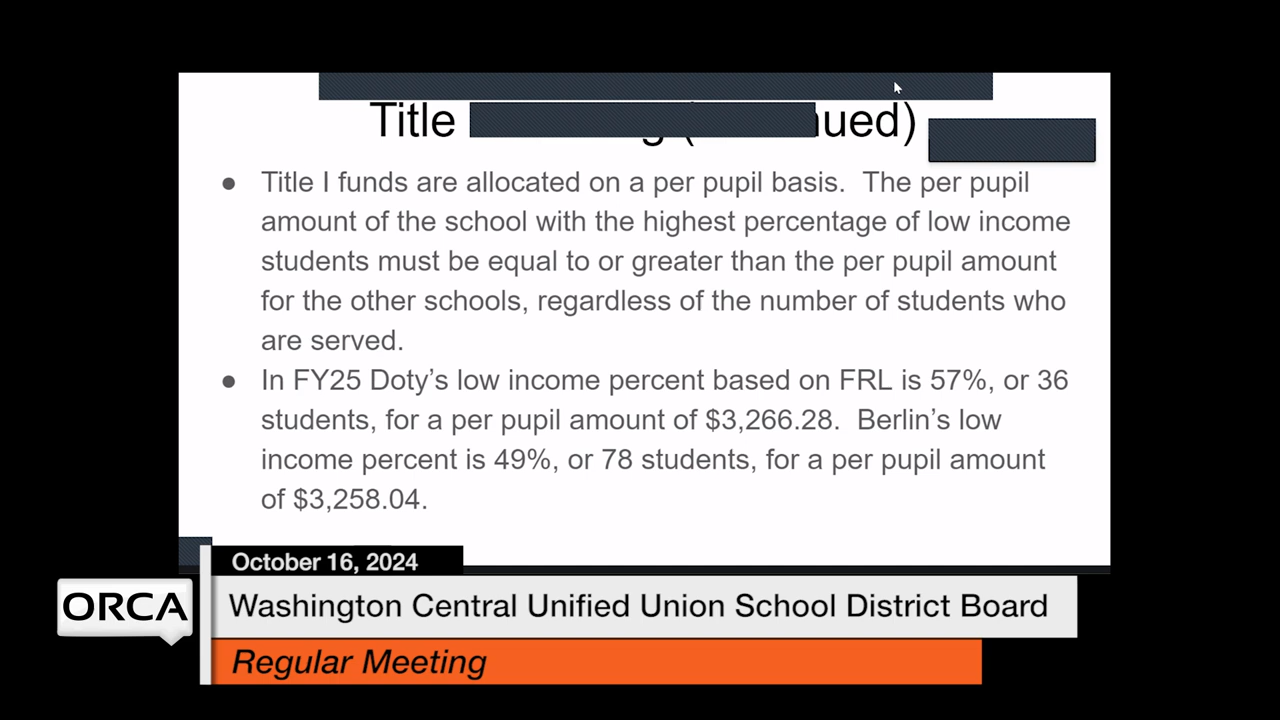 Title
● Title I funds are allocated on a per pupil basis.  The per pupil
amount of the school with the highest percentage of low income
students must be equal to or greater than the per pupil amount
for the other schools, regardless of the number of students who
are served.
● In FY25 Doty’s low income percent based on FRL is 57%, or 36
students, for a per pupil amount of $3,266.28.  Berlin’s low
income percent is 49%, or 78 students, for a per pupil amount
of $3,258.04.
October 16, 2024
ORCA
Washington Central Unified Union School District Board
Regular Meeting